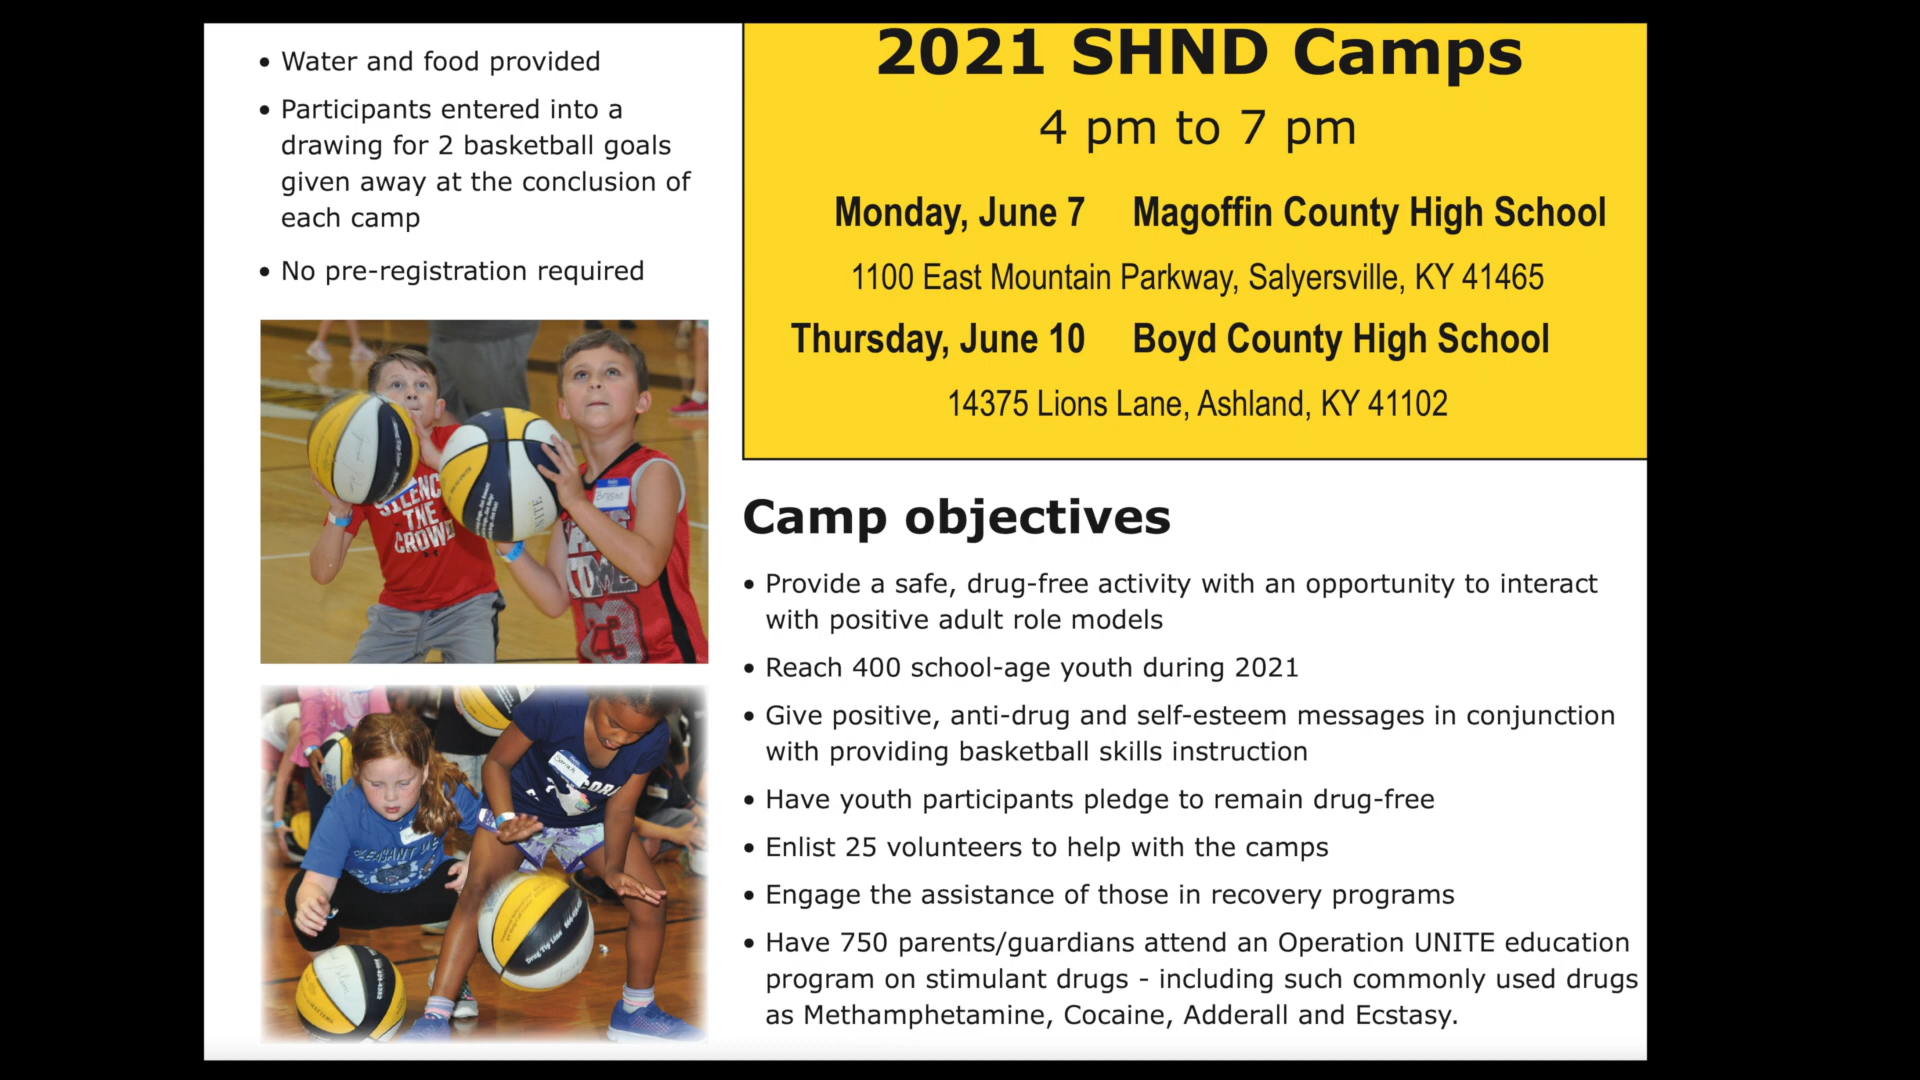 • Water and food provided
• Participants entered into a
drawing for 2 basketball goals
given away at the conclusion of
each camp
• No pre-registration required
SILENC
THE
CROWD
Bryson
UNITE
Sarah
Drug Tip Line
2021 SHND Camps
4 pm to 7 pm
Monday, June 7 Magoffin County High School
1100 East Mountain Parkway, Salyersville, KY 41465
Thursday, June 10 Boyd County High School
14375 Lions Lane, Ashland, KY 41102
Camp objectives
• Provide a safe, drug-free activity with an opportunity to interact
with positive adult role models
• Reach 400 school-age youth during 2021
• Give positive, anti-drug and self-esteem messages in conjunction
with providing basketball skills instruction
• Have youth participants pledge to remain drug-free
• Enlist 25 volunteers to help with the camps
• Engage the assistance of those in recovery programs
• Have 750 parents/guardians attend an Operation UNITE education
program on stimulant drugs - including such commonly used drugs
as Methamphetamine, Cocaine, Adderall and Ecstasy.